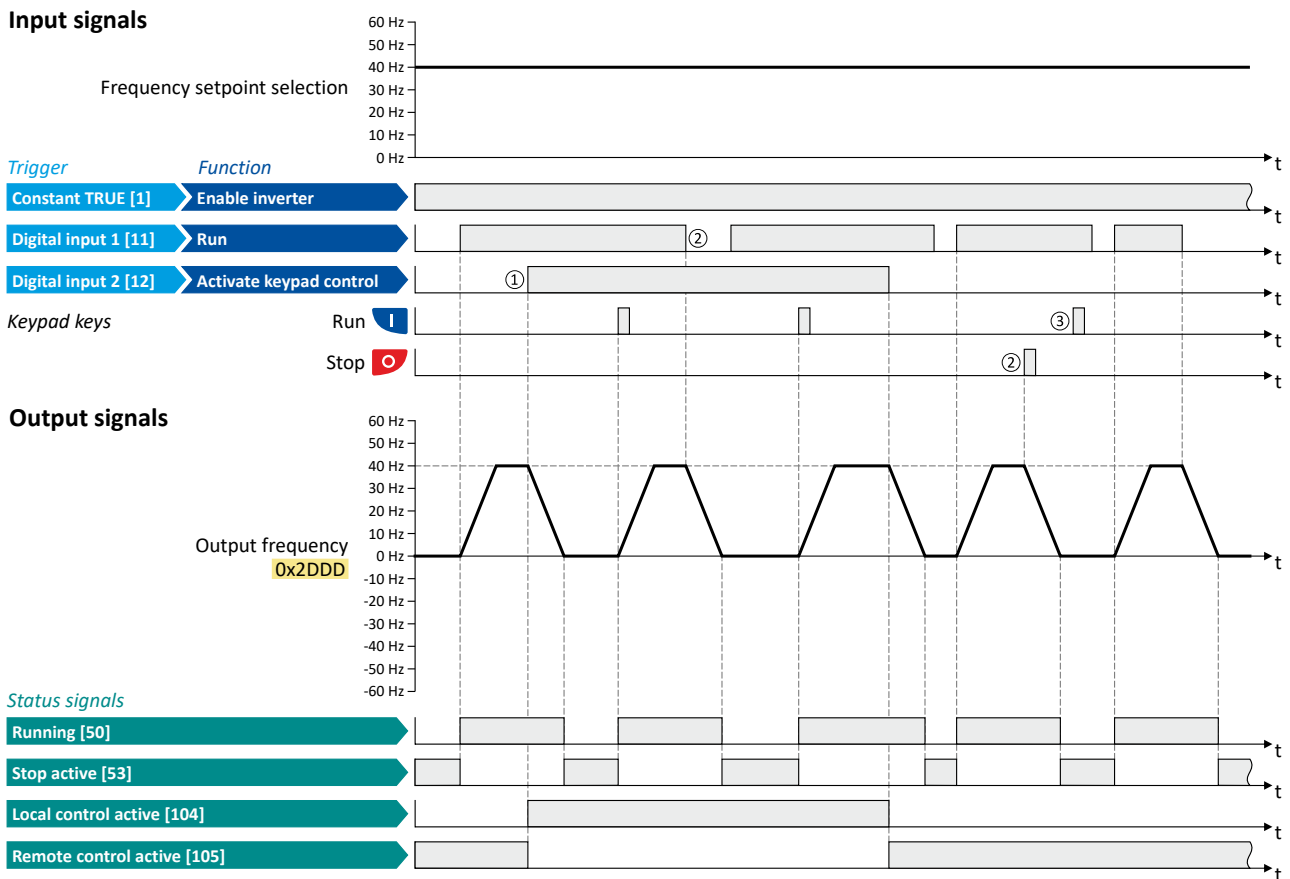 Input signals
60 Hz
50 Hz
40 Hz
Frequency setpoint selection
30 Hz
20 Hz
10 Hz
0 Hz
t
Trigger
Function
Constant TRUE [1]
Enable inverter
t
Digital input 1 [11]
Run
②
t
Digital input 2 [12]
Activate keypad control
①
t
Keypad keys
Run
I
③
t
Stop
②
t
Output signals
60 Hz
50 Hz
40 Hz
30 Hz
20 Hz
10 Hz
Output frequency
0x2DDD
0 Hz
t
-10 Hz
-20 Hz
-30 Hz
-40 Hz
-50 Hz
-60 Hz
Status signals
Running [50]
t
Stop active [53]
t
Local control active [104]
t
Remote control active [105]
t